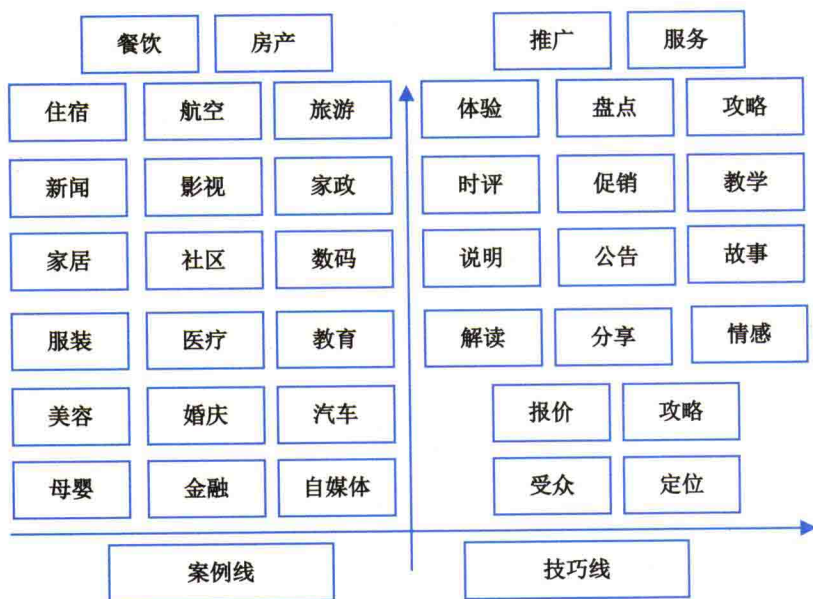 餐饮 房产 推广 服务
住宿 航空 旅游 体验 盘点 攻略
新闻 影视 家政 时评 促销 教学
家居 社区 数码 说明 公告 故事
服装 医疗 教育 解读 分享 情感
美容 婚庆 汽车 报价 攻略
母婴 金融 自媒体 受众 定位
案例线 技巧线